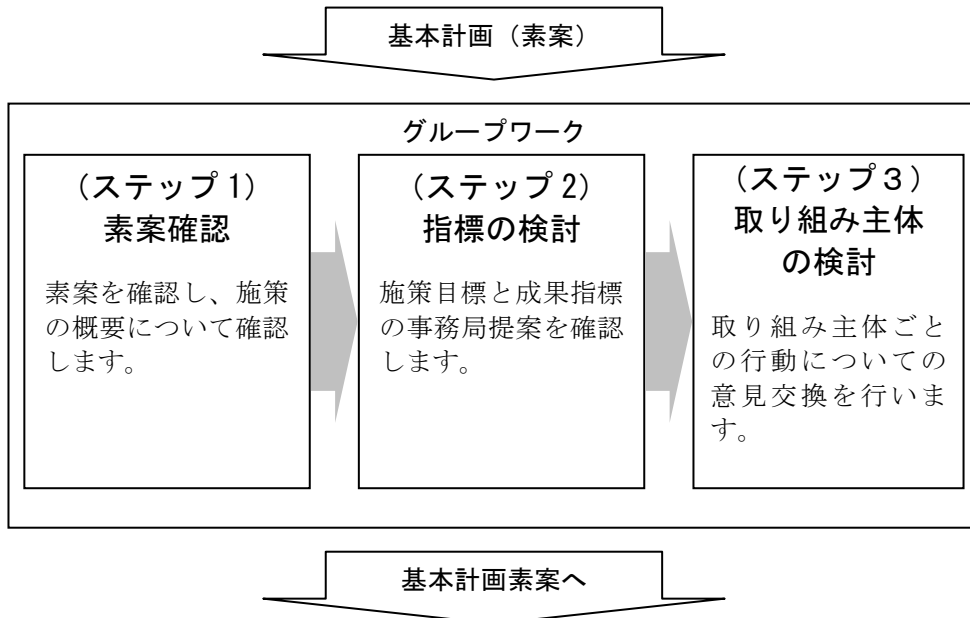 基本計画（素案）
グループワーク
（ステップ1）
素案確認
素案を確認し、施策
の概要について確認
します。
（ステップ2）
指標の検討
施策目標と成果指標
の事務局提案を確認
します。
（ステップ３）
取り組み主体
の検討
取り組み主体ごと
の行動についての
意見交換を行いま
す。
基本計画素案へ